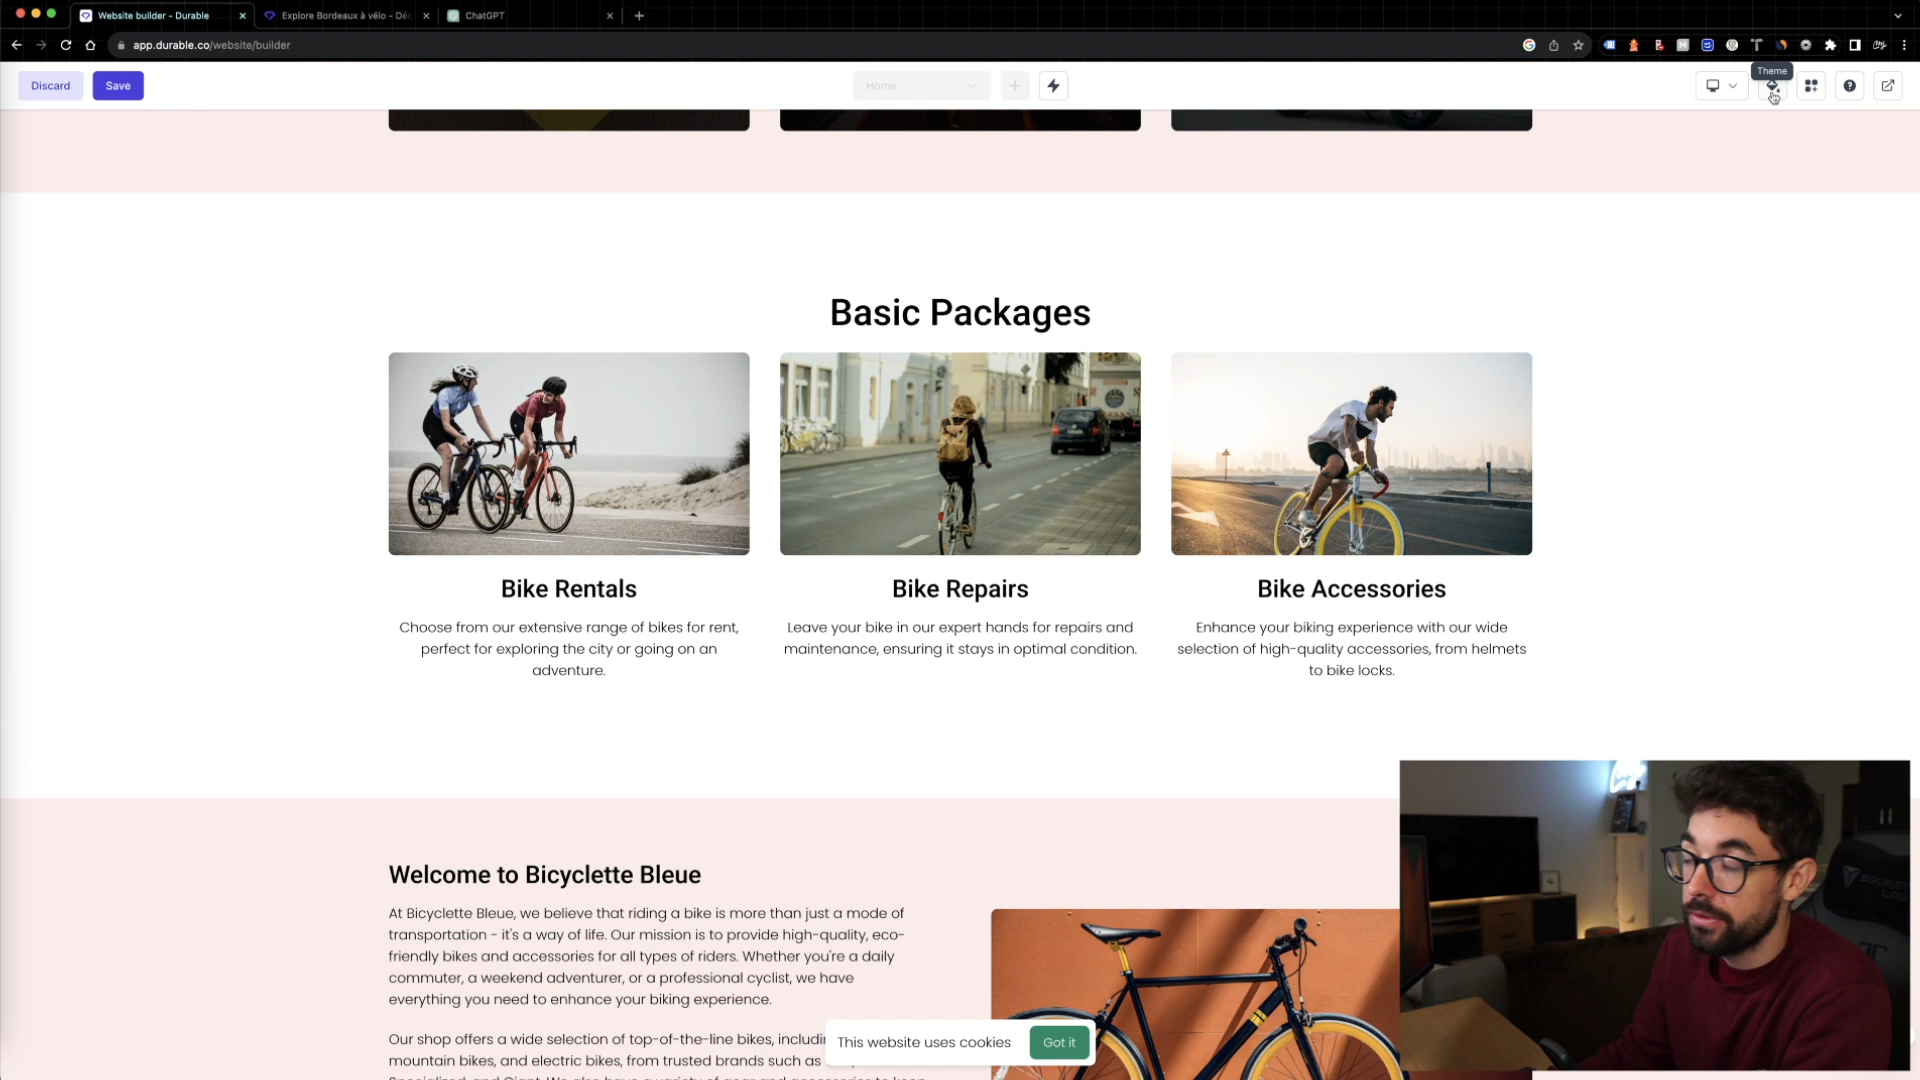 Website builder - Durable
Explore Bordeaux à vélo - Déc
ChatGPT
app.durable.co/website/builder
Discard
Save
Home
Theme
Basic Packages
Bike Rentals
Choose from our extensive range of bikes for rent,
perfect for exploring the city or going on an
adventure.
Bike Repairs
Leave your bike in our expert hands for repairs and
maintenance, ensuring it stays in optimal condition.
Bike Accessories
Enhance your biking experience with our wide
selection of high-quality accessories, from helmets
to bike locks.
Welcome to Bicyclette Bleue
At Bicyclette Bleue, we believe that riding a bike is more than just a mode of
transportation - it's a way of life. Our mission is to provide high-quality, eco-
friendly bikes and accessories for all types of riders. Whether you're a daily
commuter, a weekend adventurer, or a professional cyclist, we have
everything you need to enhance your biking experience.
Our shop offers a wide selection of top-of-the-line bikes, includi
mountain bikes, and electric bikes, from trusted brands such as
This website uses cookies
Got it